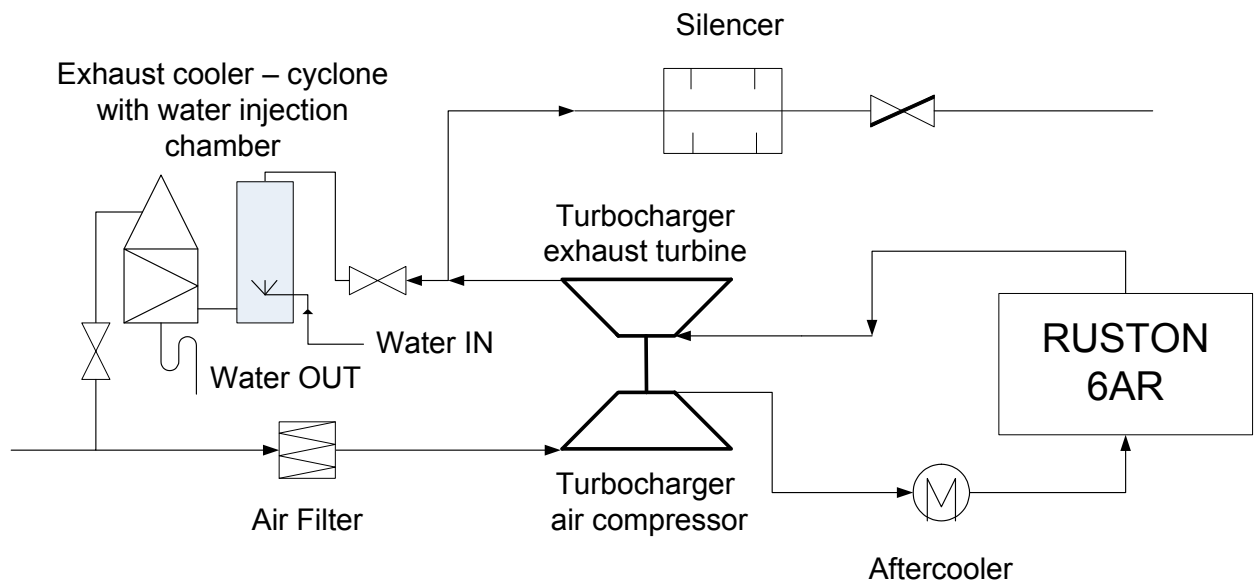 Silencer
Exhaust cooler – cyclone
with water injection
chamber
Turbocharger
exhaust turbine
RUSTON
6AR
Water IN
Water OUT
Air Filter
Turbocharger
air compressor
Aftercooler